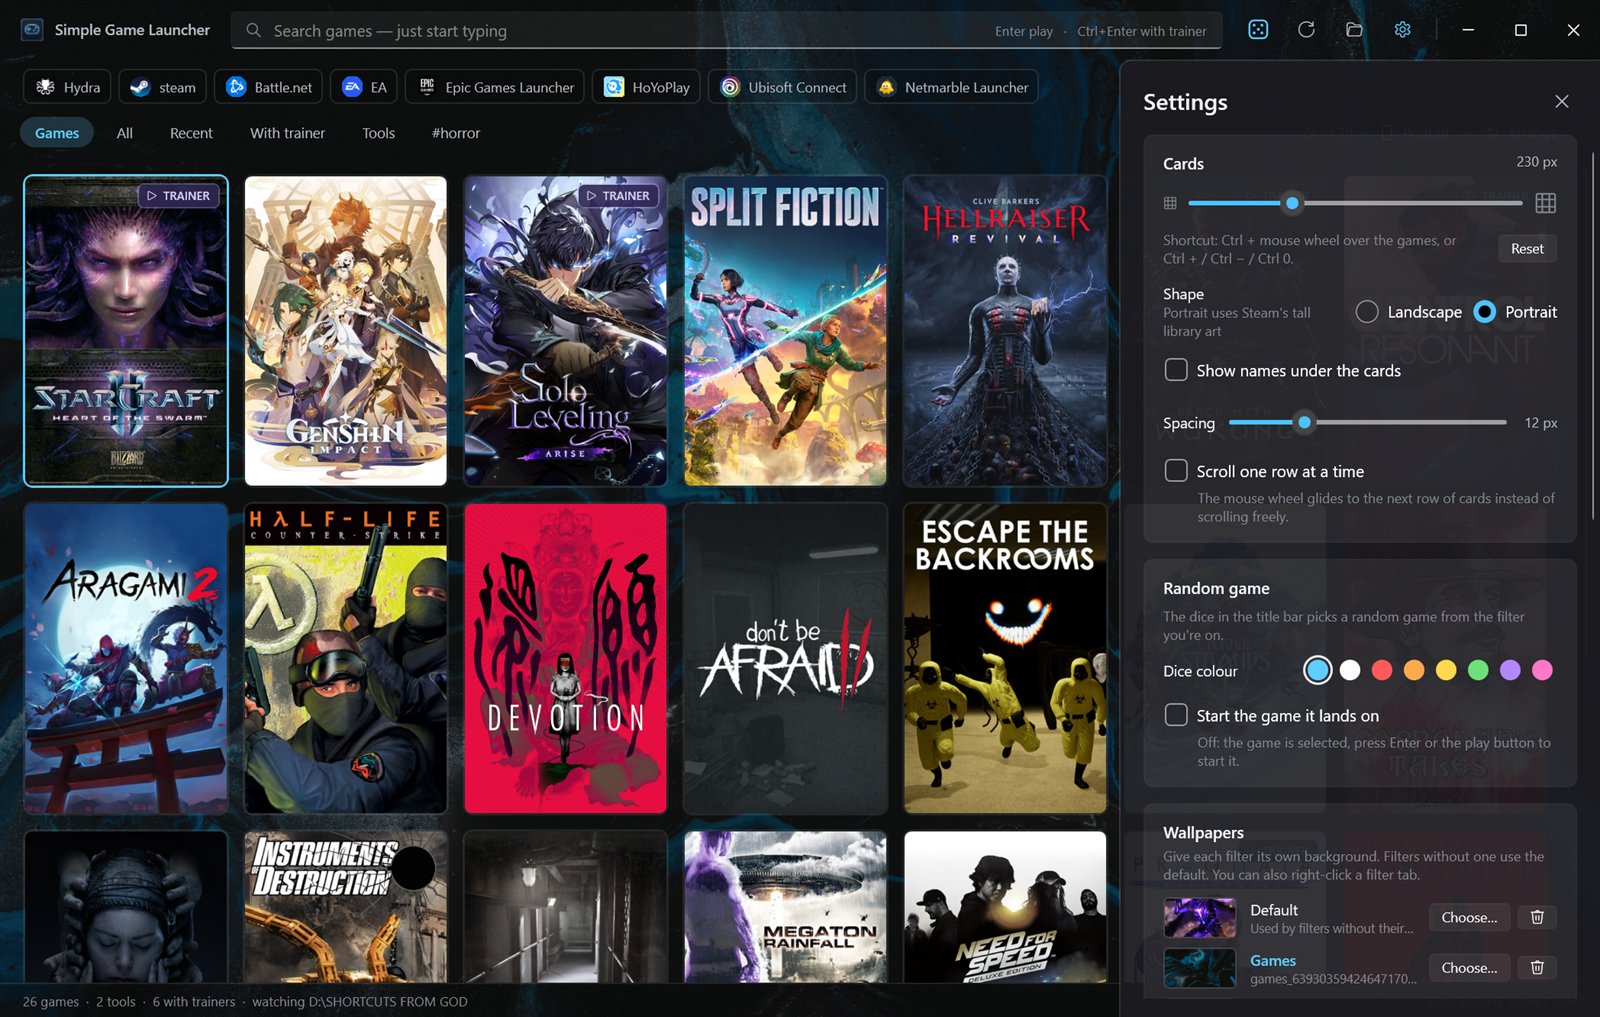 Simple Game Launcher
Search games — just start typing
Enter play · Ctrl+Enter with trainer
Hydra
steam
Battle.net
EA
EPIC GAMES
Epic Games Launcher
HoYoPlay
Ubisoft Connect
Netmarble Launcher
Games
All
Recent
With trainer
Tools
#horror
TRAINER
STARCRAFT
HEART OF THE SWARM
BLIZZARD
GENSHIN
IMPACT
TRAINER
Solo
Leveling
ARISE
SPLIT FICTION
CLIVE BARKER'S
HELLRAISER
REVIVAL
ARAGAMI 2
HALF-LIFE
COUNTER-STRIKE
DEVOTION
don't be
AFRAID
ESCAPE THE
BACKROOMS
INSTRUMENTS
OF
DESTRUCTION
MEGATON
RAINFALL
NEED FOR
SPEED
DELUXE EDITION
26 games · 2 tools · 6 with trainers · watching D:\SHORTCUTS FROM GOD
Settings
Cards
230 px
Shortcut: Ctrl + mouse wheel over the games, or
Ctrl + / Ctrl − / Ctrl 0.
Reset
Shape
Portrait uses Steam's tall
library art
Landscape
Portrait
RESONANT
Show names under the cards
Spacing
12 px
Scroll one row at a time
The mouse wheel glides to the next row of cards instead of
scrolling freely.
Random game
The dice in the title bar picks a random game from the filter
you're on.
Dice colour
Start the game it lands on
Off: the game is selected, press Enter or the play button to
start it.
TALES
Wallpapers
Give each filter its own background. Filters without one use the
default. You can also right-click a filter tab.
Default
Used by filters without their...
Choose...
Games
games_63930359424647170...
Choose...